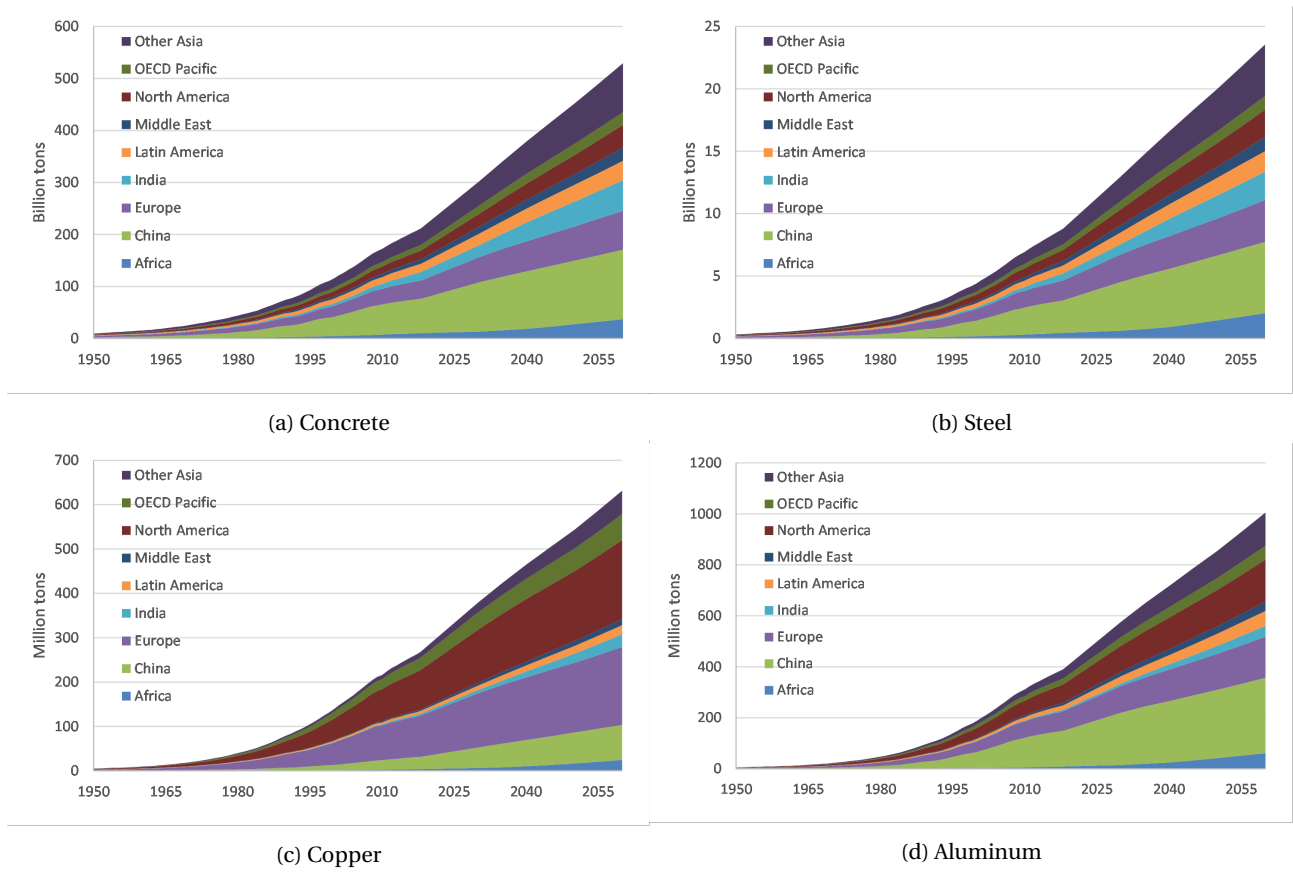 600
500
400
300
200
100
0
Billion tons
Other Asia
OECD Pacific
North America
Middle East
Latin America
India
Europe
China
Africa
1950 1965 1980 1995 2010 2025 2040 2055
(a) Concrete
25
20
15
10
5
0
Billion tons
Other Asia
OECD Pacific
North America
Middle East
Latin America
India
Europe
China
Africa
1950 1965 1980 1995 2010 2025 2040 2055
(b) Steel
700
600
500
400
300
200
100
0
Million tons
Other Asia
OECD Pacific
North America
Middle East
Latin America
India
Europe
China
Africa
1950 1965 1980 1995 2010 2025 2040 2055
(c) Copper
1200
1000
800
600
400
200
0
Million tons
Other Asia
OECD Pacific
North America
Middle East
Latin America
India
Europe
China
Africa
1950 1965 1980 1995 2010 2025 2040 2055
(d) Aluminum